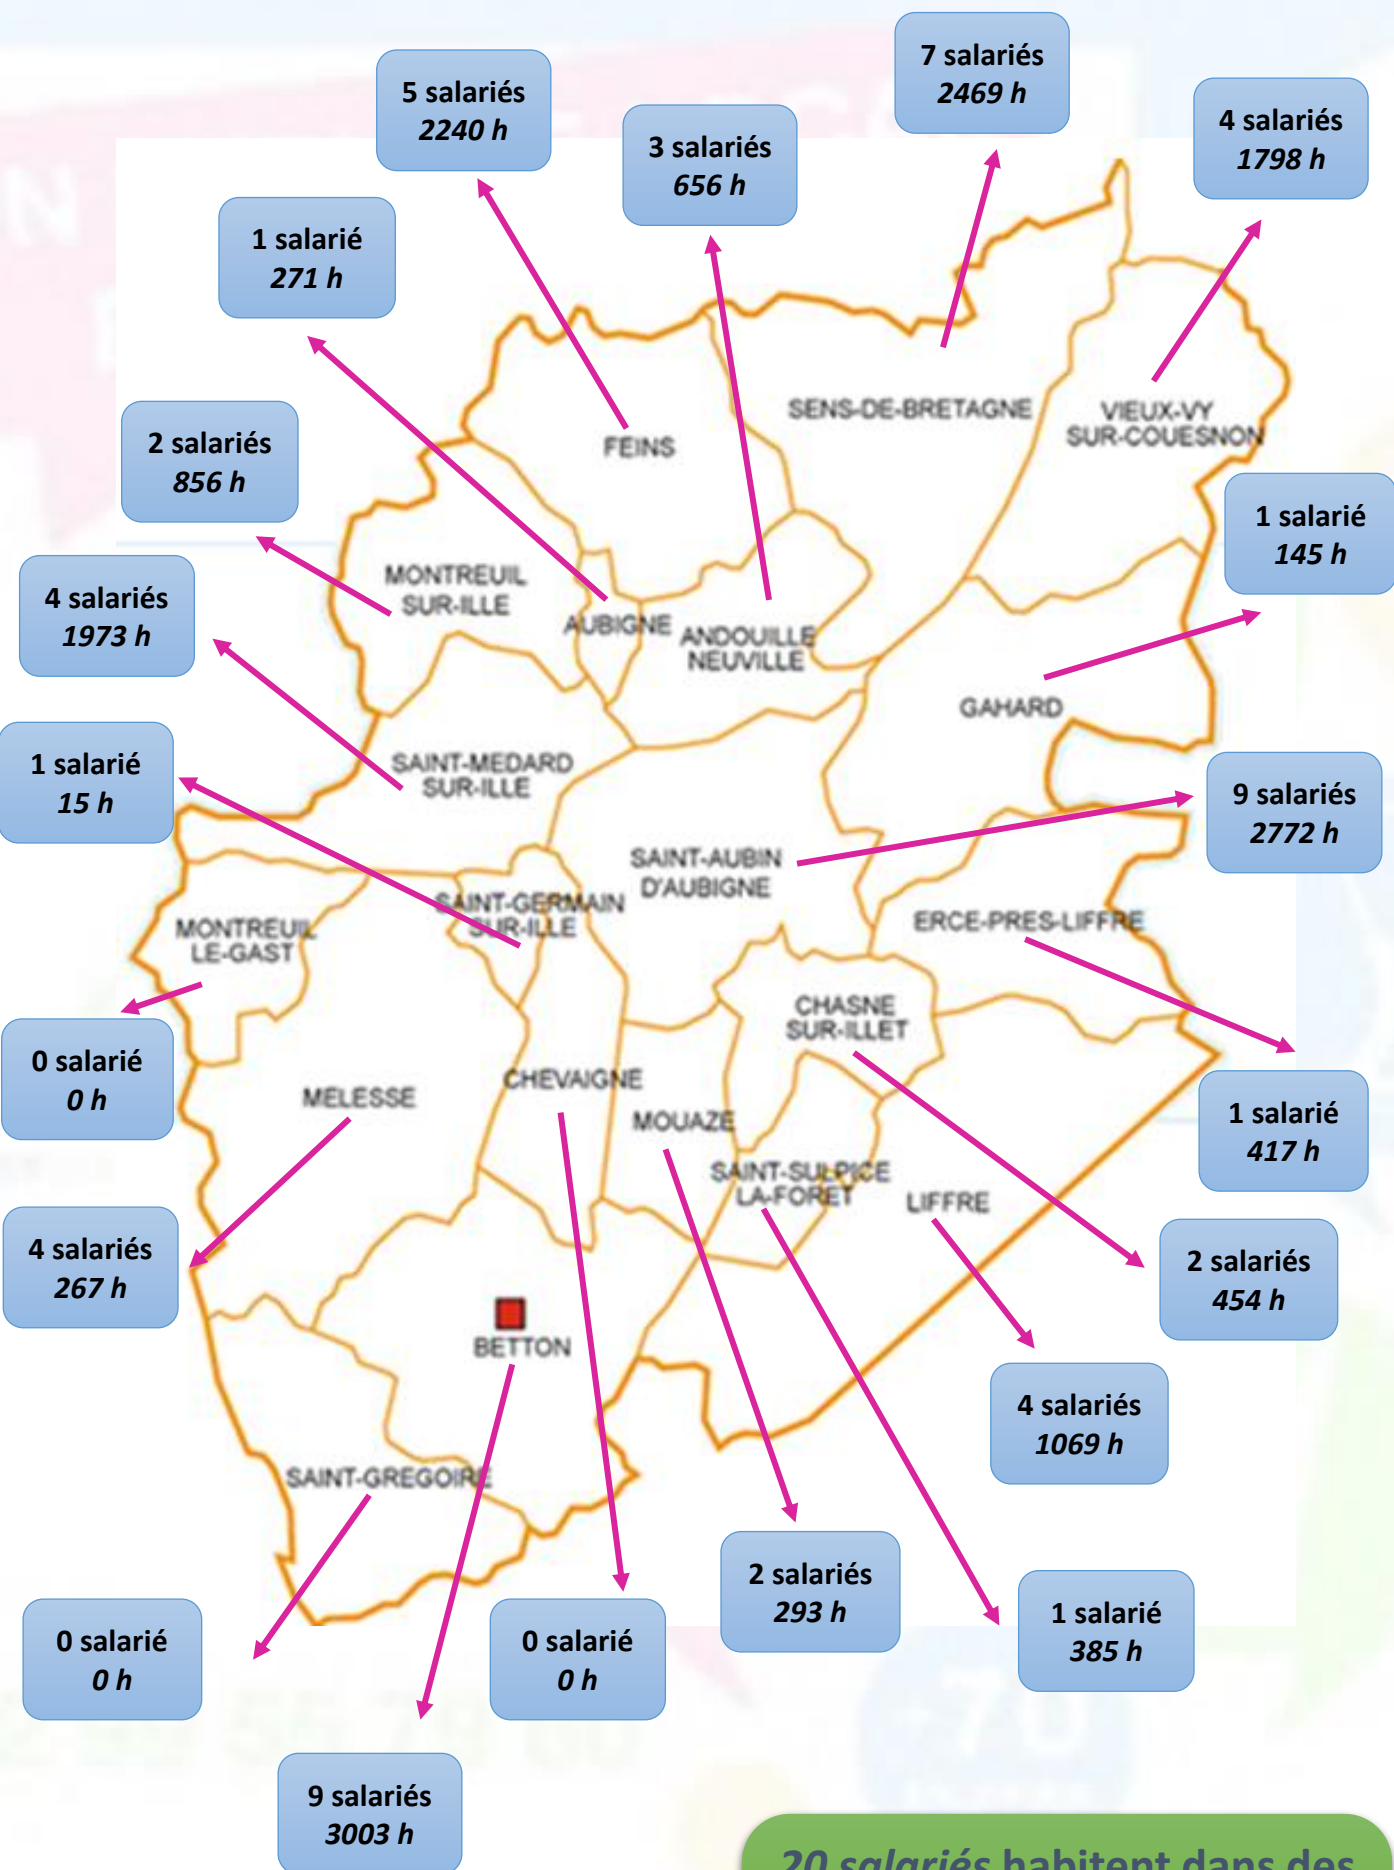 7 salariés
2469 h
5 salariés
2240 h
4 salariés
1798 h
3 salariés
656 h
1 salarié
271 h
SENS-DE-BRETAGNE
VIEUX-VY
SUR-COUESNON
FEINS
2 salariés
856 h
1 salarié
145 h
MONTREUIL
SUR-ILLE
AUBIGNE
ANDOUILLE
NEUVILLE
4 salariés
1973 h
GAHARD
SAINT-MEDARD
SUR-ILLE
1 salarié
15 h
9 salariés
2772 h
SAINT-AUBIN
D'AUBIGNE
SAINT-GERMAIN
SUR-ILLE
MONTREUIL
LE-GAST
ERCE-PRES-LIFFRE
CHASNE
SUR-ILLET
0 salarié
0 h
MELESSE
CHEVAIGNE
MOUAZE
1 salarié
417 h
SAINT-SULPICE
LA-FORET
LIFFRE
4 salariés
267 h
2 salariés
454 h
BETTON
4 salariés
1069 h
SAINT-GREGOIRE
2 salariés
293 h
1 salarié
385 h
0 salarié
0 h
0 salarié
0 h
9 salariés
3003 h
20 salariés habitent dans des